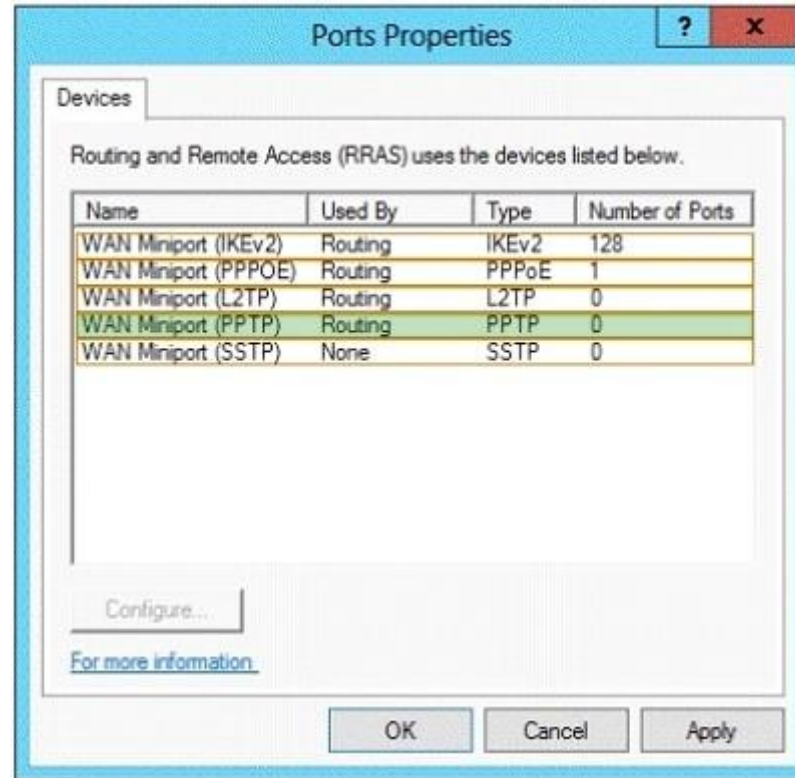 Ports Properties
? x
Devices
Routing and Remote Access (RRAS) uses the devices listed below.
Name Used By Type Number of Ports
WAN Miniport (IKEv2) Routing IKEv2 128
WAN Miniport (PPPOE) Routing PPPoE 1
WAN Miniport (L2TP) Routing L2TP 0
WAN Miniport (PPTP) Routing PPTP 0
WAN Miniport (SSTP) None SSTP 0
Configure...
For more information
OK Cancel Apply